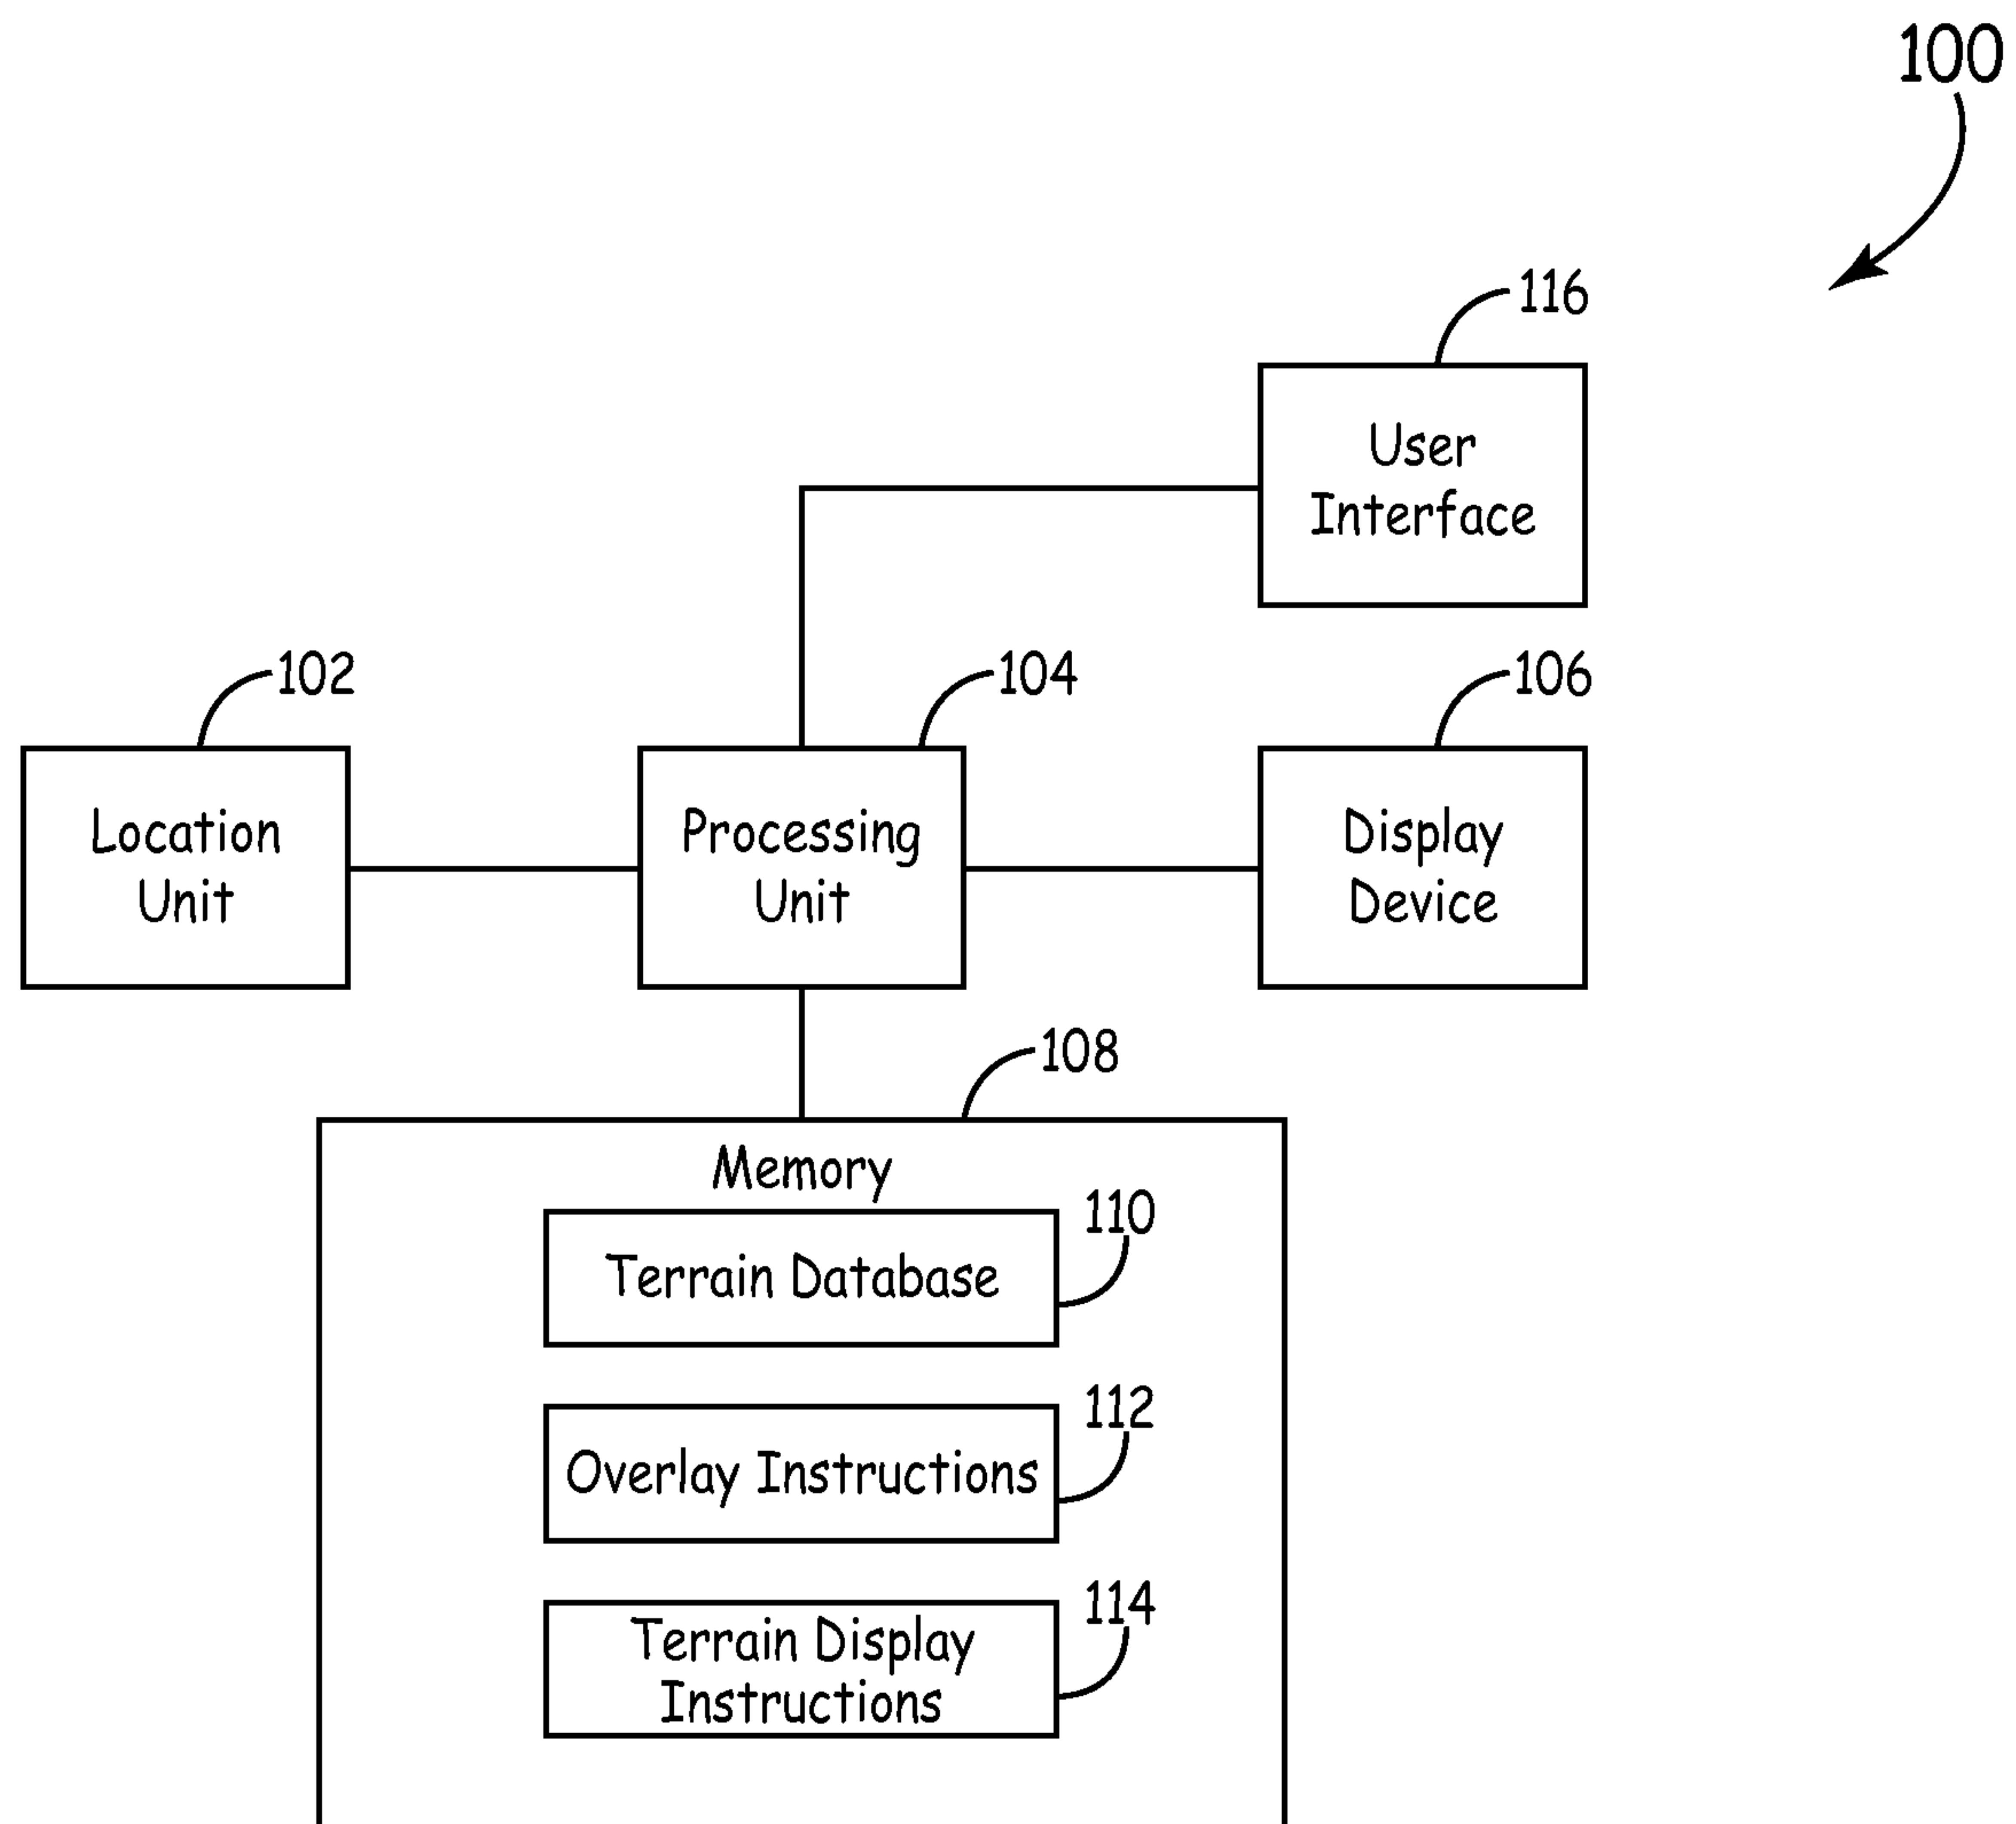 100
116
User
Interface
102
104
106
Location
Unit
Processing
Unit
Display
Device
108
Memory
110
Terrain Database
112
Overlay Instructions
114
Terrain Display
Instructions